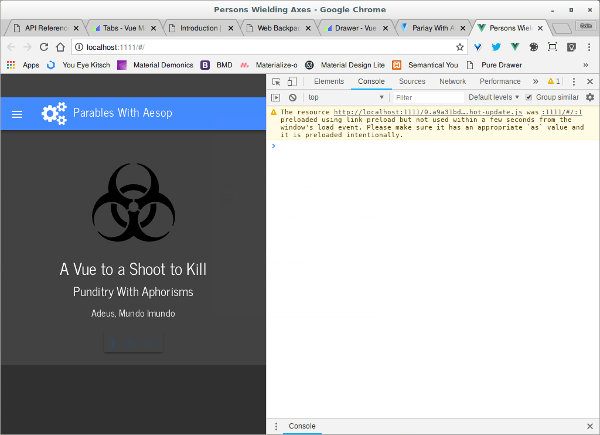 Persons Wielding Axes - Google Chrome
API Referenc
Tabs - Vue M
Introduction |
Web Backpa
Drawer - Vue
Parlay With A
Persons Wiel
localhost:1111/#/
Apps
You Eye Kitsch
Material Demonics
BMD
Materialize-o
Material Design Lite
Semantical You
Pure Drawer
Parables With Aesop
A Vue to a Shoot to Kill
Punditry With Aphorisms
Adeus, Mundo Imundo
Elements Console Sources Network Performance » 1
top Filter Default levels Group similar
The resource http://localhost:1111/0.a9a31bd….hot-update.js was :1111/#/:1
preloaded using link preload but not used within a few seconds from the
window's load event. Please make sure it has an appropriate `as` value and
it is preloaded intentionally.
Console